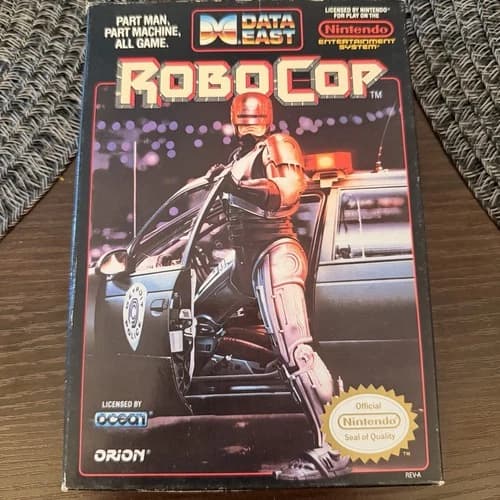 PART MAN,
PART MACHINE,
ALL GAME.
DATA
EAST
LICENSED BY NINTENDO®
FOR PLAY ON THE
Nintendo®
ENTERTAINMENT
SYSTEM®
ROBOCOP
TM
LICENSED BY
ocean®
ORION®
Official
Nintendo®
Seal of Quality
TM
REV-A